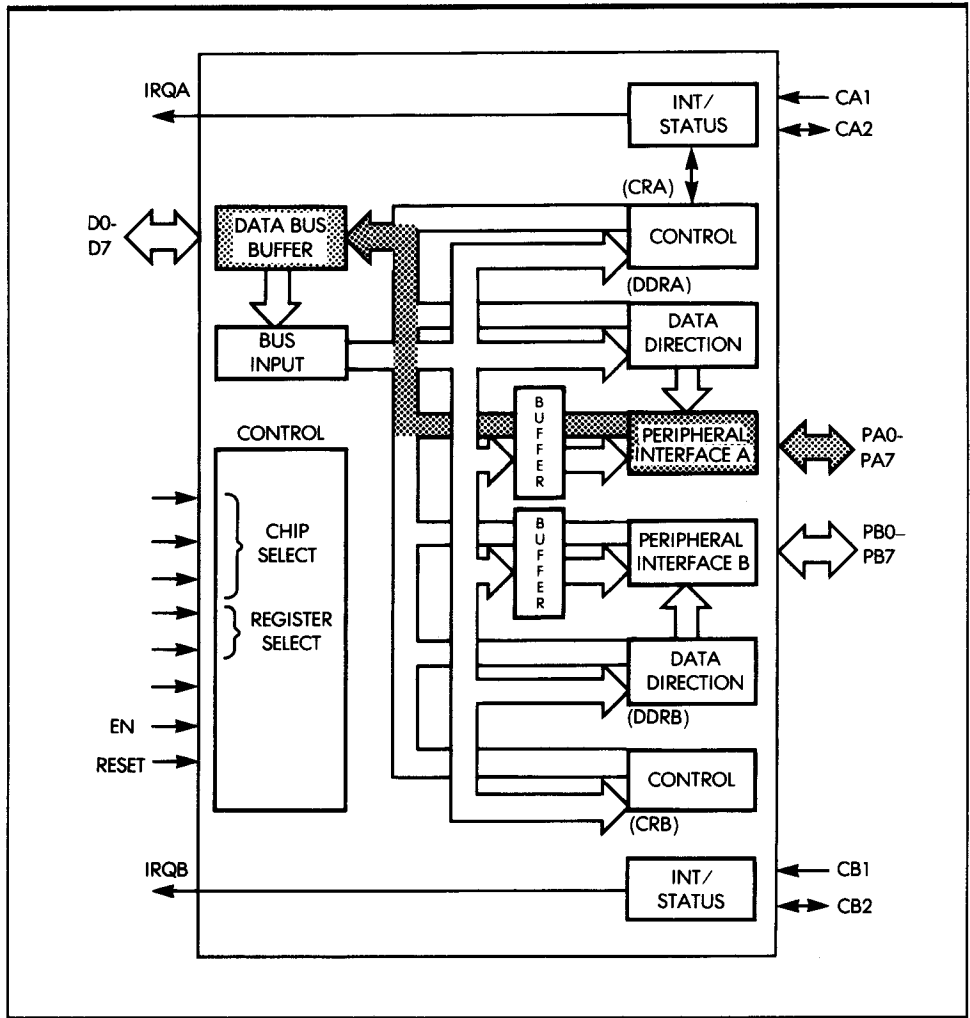 IRQA
INT/
STATUS
CA1
CA2
(CRA)
D0-
D7
DATA BUS
BUFFER
CONTROL
(DDRA)
BUS
INPUT
DATA
DIRECTION
BUFFER
CONTROL
PERIPHERAL
INTERFACE A
PA0-
PA7
CHIP
SELECT
BUFFER
PERIPHERAL
INTERFACE B
PB0-
PB7
REGISTER
SELECT
DATA
DIRECTION
(DDRB)
EN
RESET
CONTROL
(CRB)
IRQB
INT/
STATUS
CB1
CB2